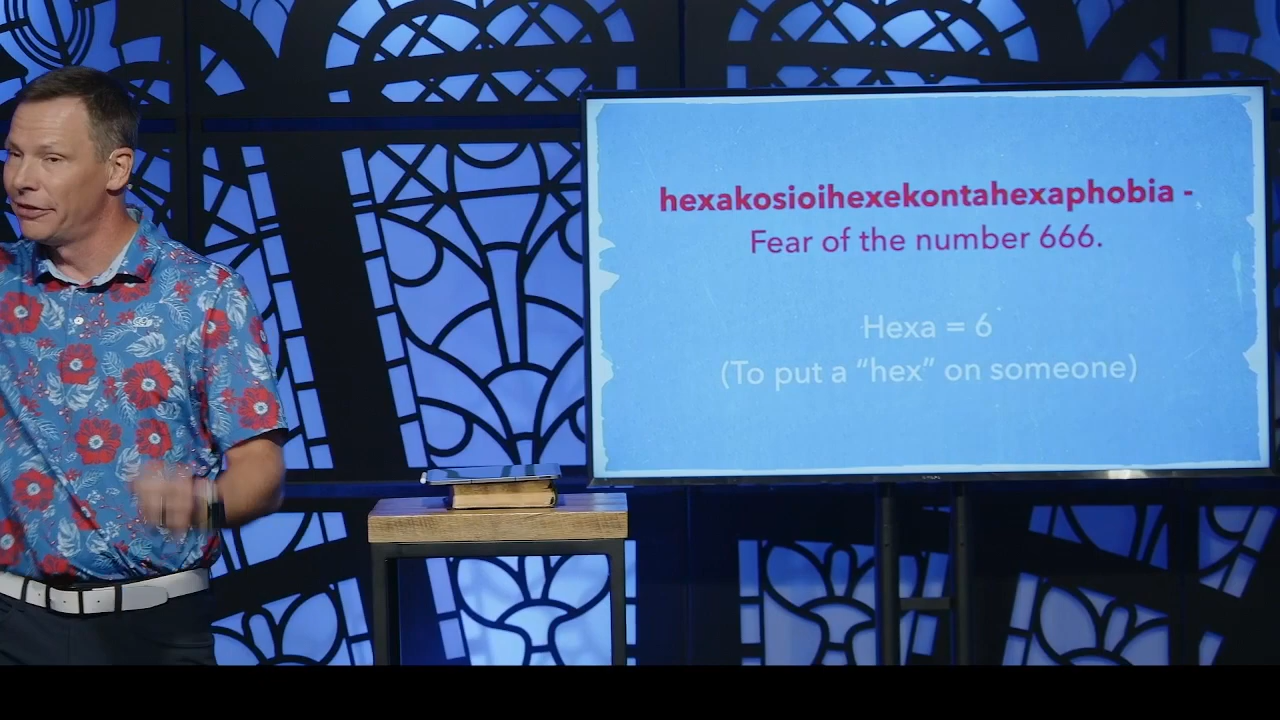 hexakosioihexekontahexaphobia -
Fear of the number 666.
Hexa = 6
(To put a “hex” on someone)